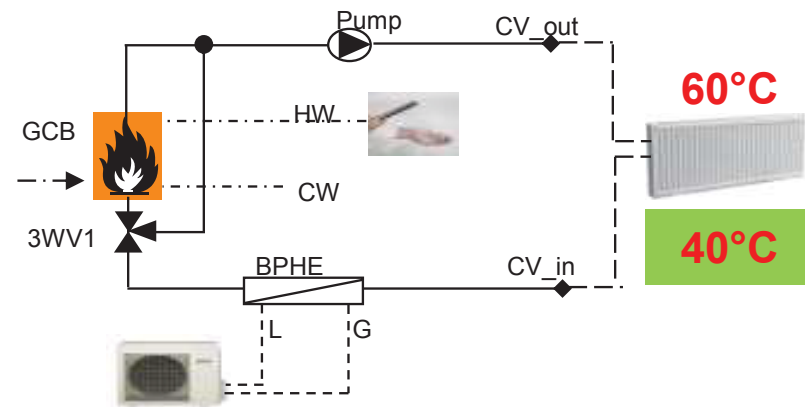 Pump
CV_out
60°C
GCB
HW
CW
3WV1
40°C
BPHE
CV_in
L
G